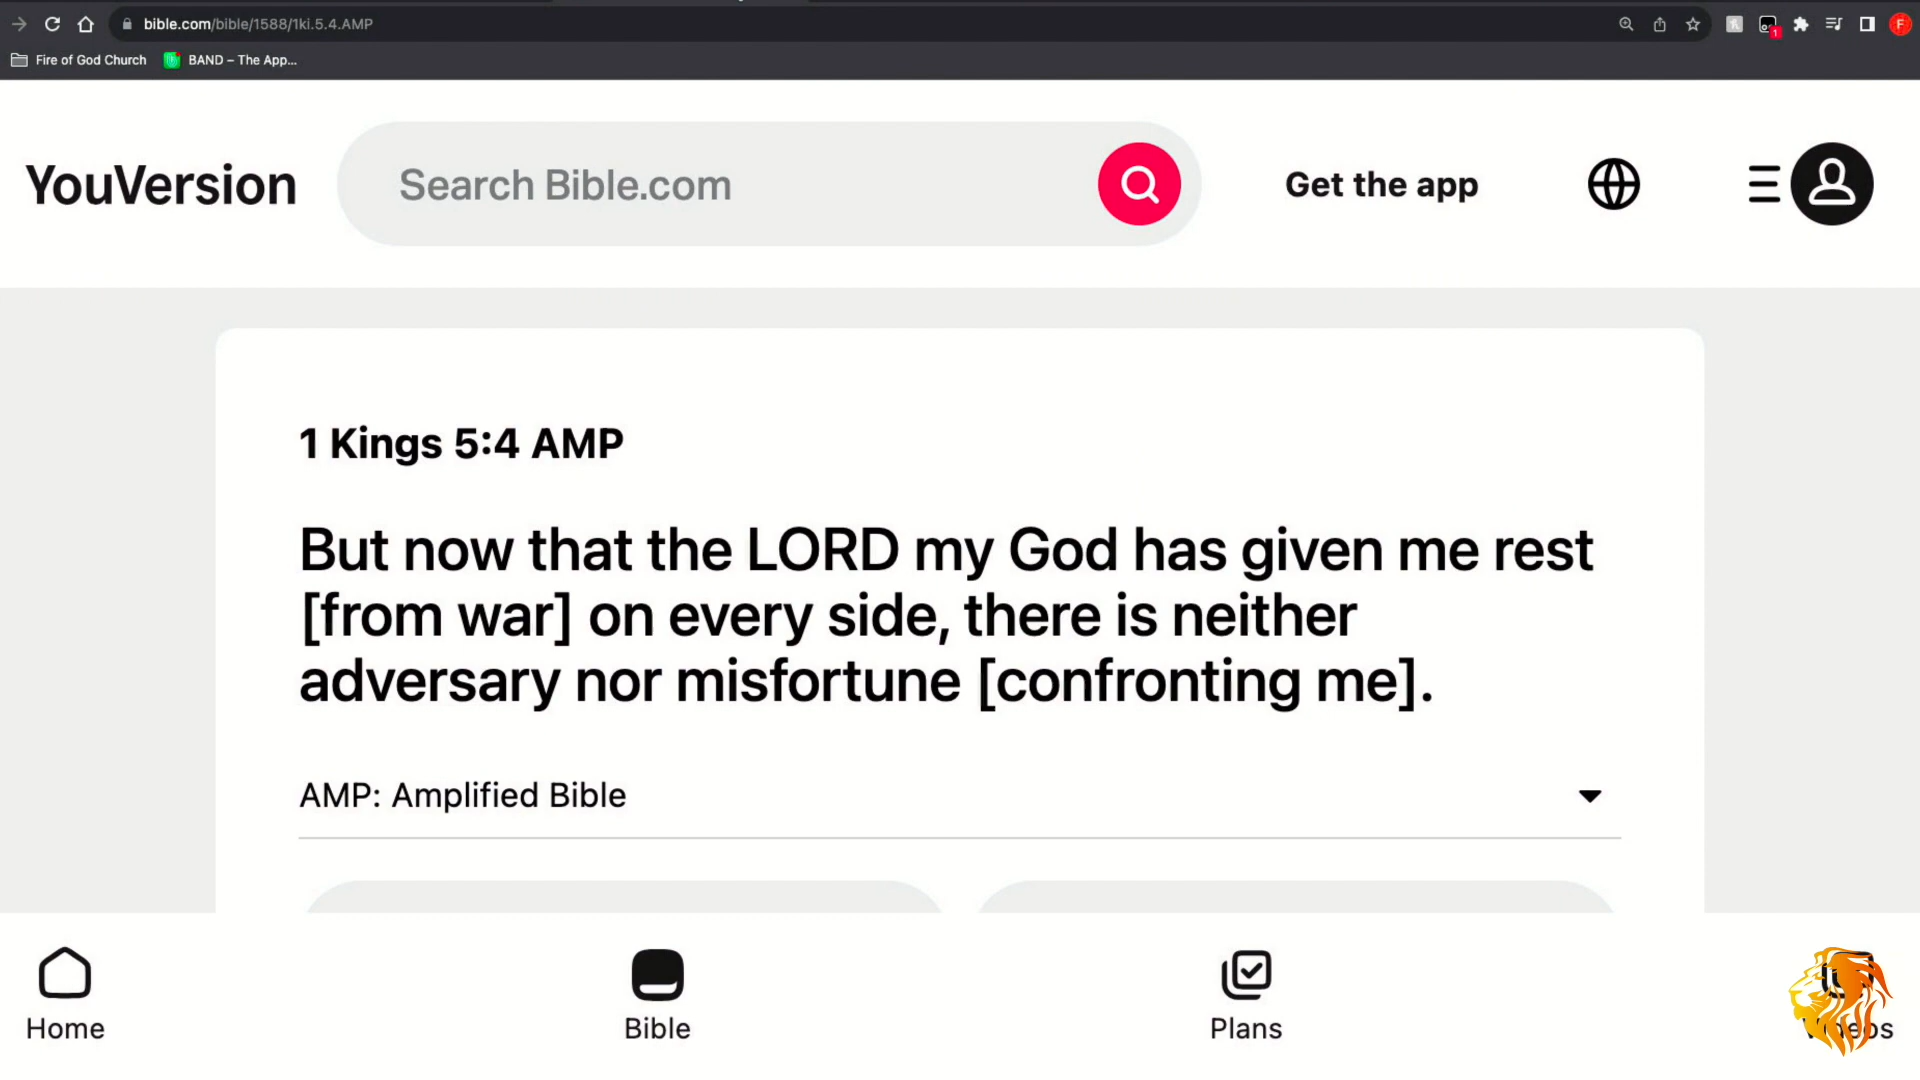 bible.com/bible/1588/1ki.5.4.AMP
1
F
Fire of God Church
BAND – The App...
YouVersion
Search Bible.com
Get the app
1 Kings 5:4 AMP
But now that the LORD my God has given me rest
[from war] on every side, there is neither
adversary nor misfortune [confronting me].
AMP: Amplified Bible
Home
Bible
Plans
Videos